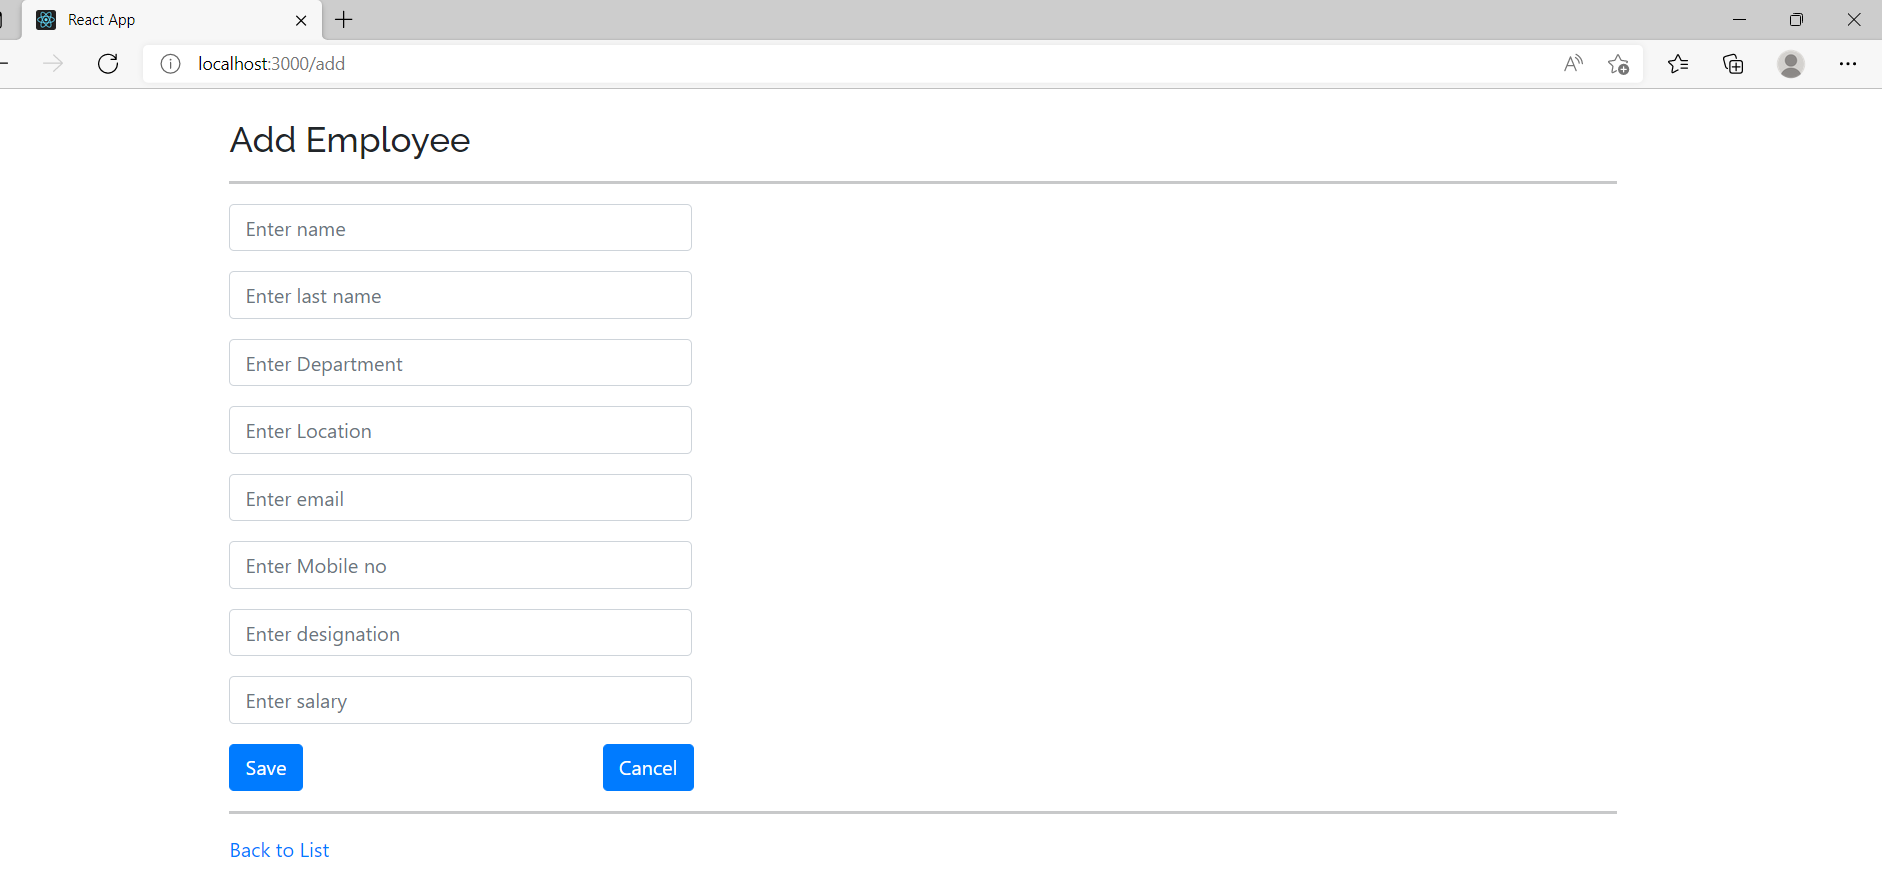 React App
localhost:3000/add
Add Employee
Enter name
Enter last name
Enter Department
Enter Location
Enter email
Enter Mobile no
Enter designation
Enter salary
Save Cancel
Back to List